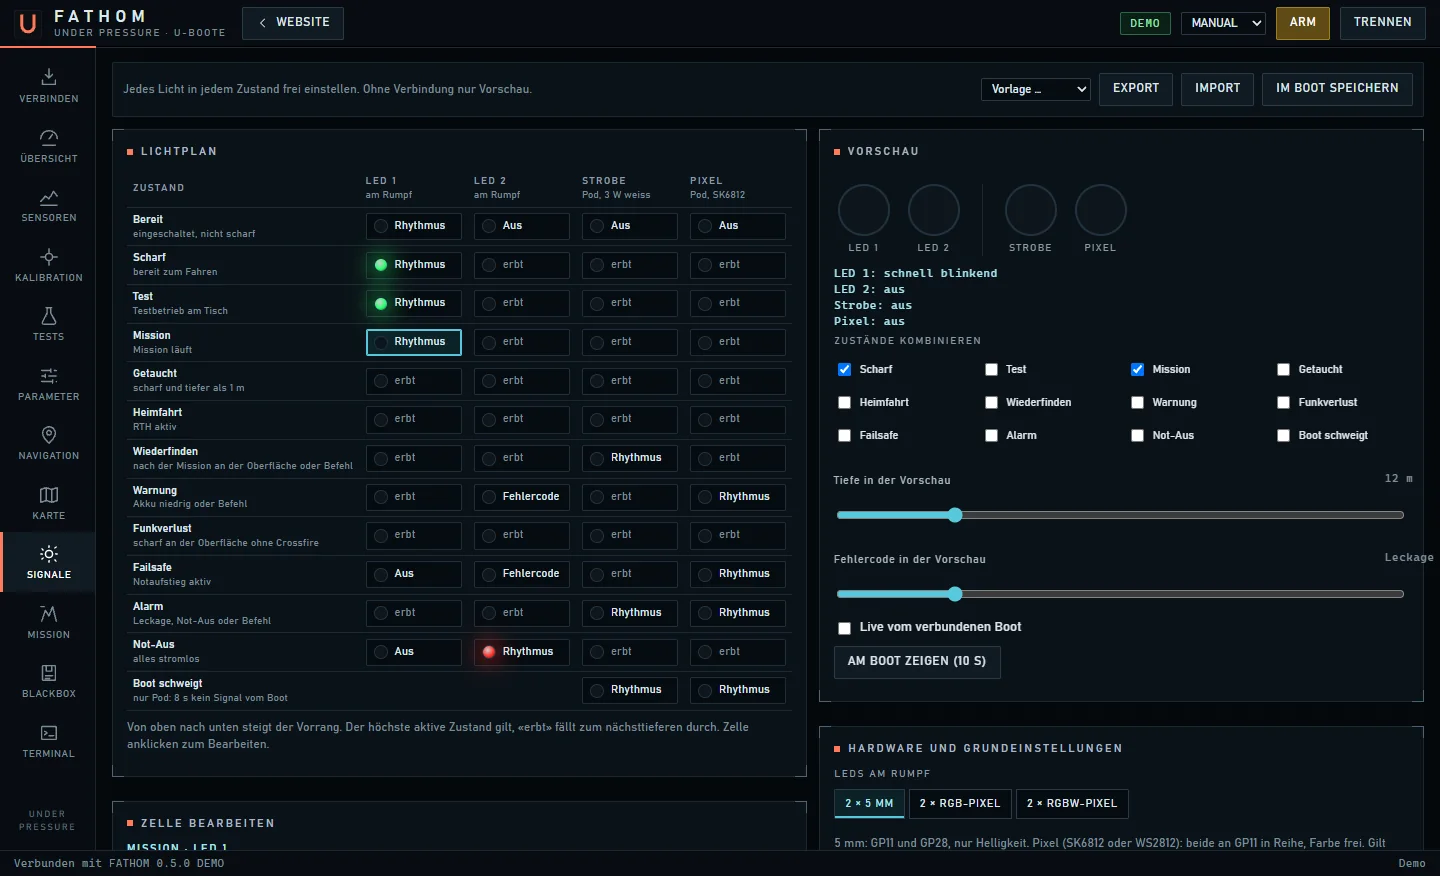 FATHOM
UNDER PRESSURE · U-BOOTE
WEBSITE
DEMO
MANUAL
ARM
TRENNEN
VERBINDEN
ÜBERSICHT
SENSOREN
KALIBRATION
TESTS
PARAMETER
NAVIGATION
KARTE
SIGNALE
MISSION
BLACKBOX
TERMINAL
UNDER
PRESSURE
Jedes Licht in jedem Zustand frei einstellen. Ohne Verbindung nur Vorschau.
Vorlage …
EXPORT
IMPORT
IM BOOT SPEICHERN
LICHTPLAN
ZUSTAND
LED 1
am Rumpf
LED 2
am Rumpf
STROBE
Pod, 3 W weiss
PIXEL
Pod, SK6812
Bereit
eingeschaltet, nicht scharf
Rhythmus
Aus
Aus
Aus
Scharf
bereit zum Fahren
Rhythmus
erbt
erbt
erbt
Test
Testbetrieb am Tisch
Rhythmus
erbt
erbt
erbt
Mission
Mission läuft
Rhythmus
erbt
erbt
erbt
Getaucht
scharf und tiefer als 1 m
erbt
erbt
erbt
erbt
Heimfahrt
RTH aktiv
erbt
erbt
erbt
erbt
Wiederfinden
nach der Mission an der Oberfläche oder Befehl
erbt
erbt
Rhythmus
erbt
Warnung
Akku niedrig oder Befehl
erbt
Fehlercode
erbt
Rhythmus
Funkverlust
scharf an der Oberfläche ohne Crossfire
erbt
erbt
erbt
erbt
Failsafe
Notaufstieg aktiv
Aus
Fehlercode
erbt
Rhythmus
Alarm
Leckage, Not-Aus oder Befehl
erbt
erbt
Rhythmus
Rhythmus
Not-Aus
alles stromlos
Aus
Rhythmus
erbt
erbt
Boot schweigt
nur Pod: 8 s kein Signal vom Boot
Rhythmus
Rhythmus
Von oben nach unten steigt der Vorrang. Der höchste aktive Zustand gilt, «erbt» fällt zum nächsttieferen durch. Zelle
anklicken zum Bearbeiten.
ZELLE BEARBEITEN
MISSION · LED 1
VORSCHAU
LED 1
LED 2
STROBE
PIXEL
LED 1: schnell blinkend
LED 2: aus
Strobe: aus
Pixel: aus
ZUSTÄNDE KOMBINIEREN
Scharf
Test
Mission
Getaucht
Heimfahrt
Wiederfinden
Warnung
Funkverlust
Failsafe
Alarm
Not-Aus
Boot schweigt
Tiefe in der Vorschau
12 m
Fehlercode in der Vorschau
Leckage
Live vom verbundenen Boot
AM BOOT ZEIGEN (10 S)
HARDWARE UND GRUNDEINSTELLUNGEN
LEDS AM RUMPF
2 × 5 MM
2 × RGB-PIXEL
2 × RGBW-PIXEL
5 mm: GP11 und GP28, nur Helligkeit. Pixel (SK6812 oder WS2812): beide an GP11 in Reihe, Farbe frei. Gilt
Verbunden mit FATHOM 0.5.0 DEMO
Demo